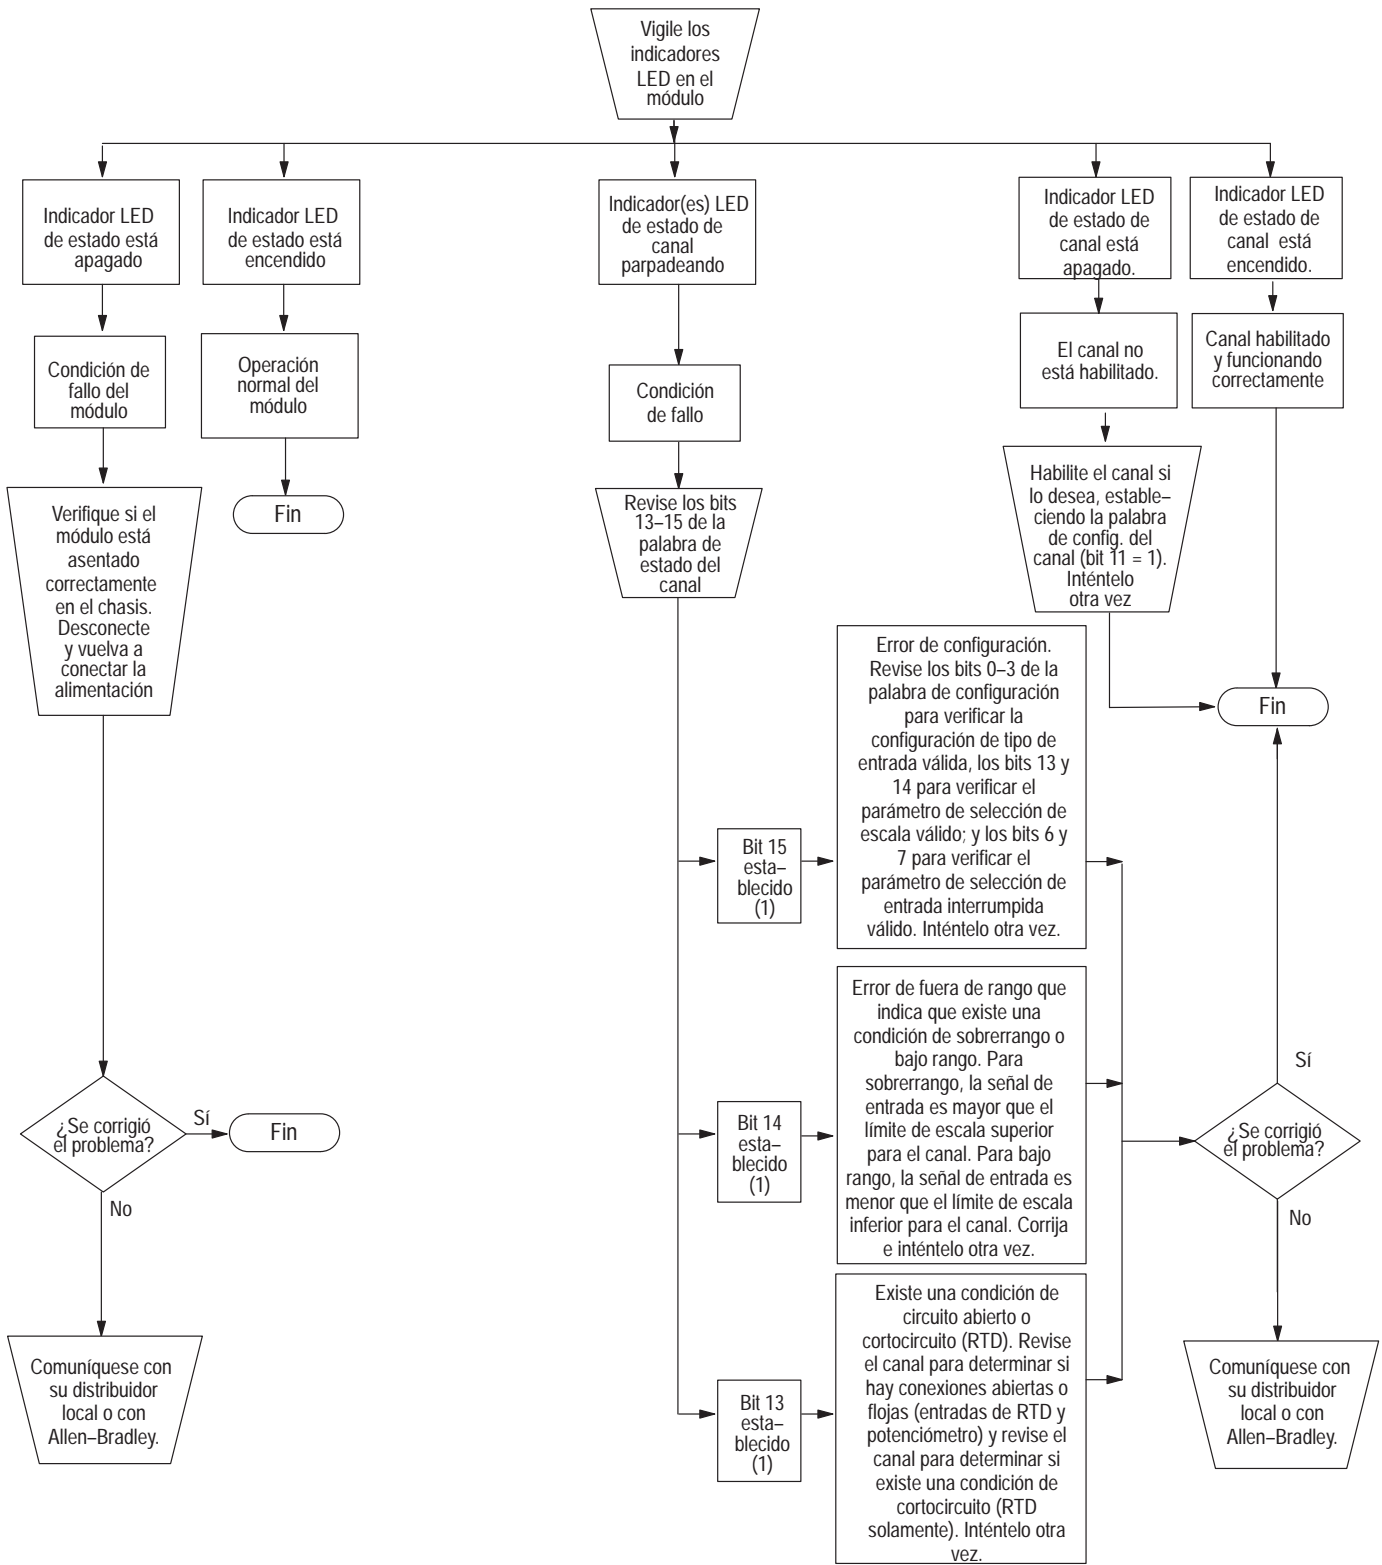 Vigile los
indicadores
LED en el
módulo
Indicador LED
de estado está
apagado
Indicador LED
de estado está
encendido
Indicador(es) LED
de estado de
canal
parpadeando
Indicador LED
de estado de
canal está
apagado.
Indicador LED
de estado de
canal está
encendido.
Condición de
fallo del
módulo
Operación
normal del
módulo
Condición
de fallo
El canal no
está habilitado.
Canal habilitado
y funcionando
correctamente
Verifique si el
módulo está
asentado
correctamente
en el chasis.
Desconecte
y vuelva a
conectar la
alimentación
Fin
Revise los bits
13–15 de la
palabra de
estado del
canal
Habilite el canal si
lo desea, estable–
ciendo la palabra
de config. del
canal (bit 11 = 1).
Inténtelo
otra vez
Fin
Bit 15
esta–
blecido
(1)
Error de configuración.
Revise los bits 0–3 de la
palabra de configuración
para verificar la
configuración de tipo de
entrada válida, los bits 13 y
14 para verificar el
parámetro de selección de
escala válido; y los bits 6 y
7 para verificar el
parámetro de selección de
entrada interrumpida
válido. Inténtelo otra vez.
Bit 14
esta–
blecido
(1)
Error de fuera de rango que
indica que existe una
condición de sobrerrango o
bajo rango. Para
sobrerrango, la señal de
entrada es mayor que el
límite de escala superior
para el canal. Para bajo
rango, la señal de entrada es
menor que el límite de escala
inferior para el canal. Corrija
e inténtelo otra vez.
Bit 13
esta–
blecido
(1)
Existe una condición de
circuito abierto o
cortocircuito (RTD). Revise
el canal para determinar si
hay conexiones abiertas o
flojas (entradas de RTD y
potenciómetro) y revise el
canal para determinar si
existe una condición de
cortocircuito (RTD
solamente). Inténtelo otra
vez.
¿Se corrigió
el problema?
Sí
Fin
No
Comuníquese con
su distribuidor
local o con
Allen–Bradley.
Sí
¿Se corrigió
el problema?
No
Comuníquese con
su distribuidor
local o con
Allen–Bradley.